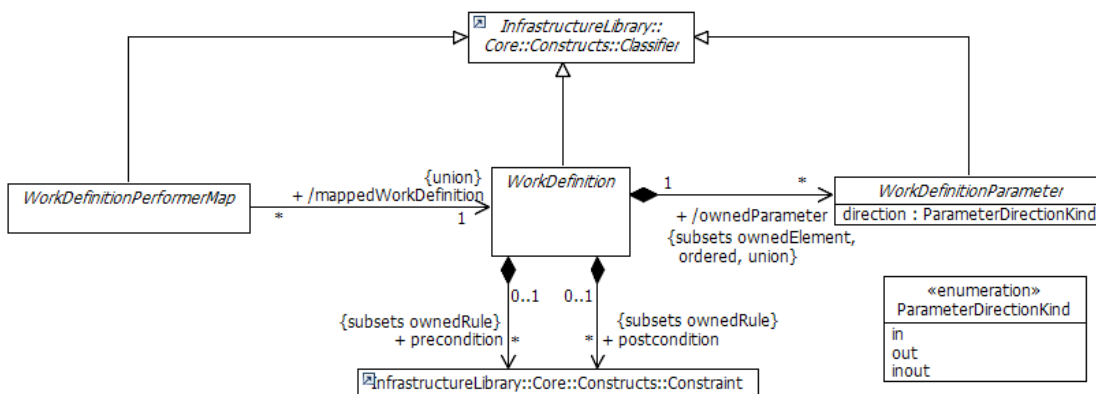 InfrastructureLibrary::
Core::Constructs::Classifier
WorkDefinitionPerformerMap
{union}
+ /mappedWorkDefinition
*
1
WorkDefinition
1
*
+ /ownedParameter
{subsets ownedElement,
ordered, union}
WorkDefinitionParameter
direction : ParameterDirectionKind
0..1
0..1
{subsets ownedRule}
+ precondition
*
{subsets ownedRule}
*
+ postcondition
InfrastructureLibrary::Core::Constructs::Constraint
«enumeration»
ParameterDirectionKind
in
out
inout